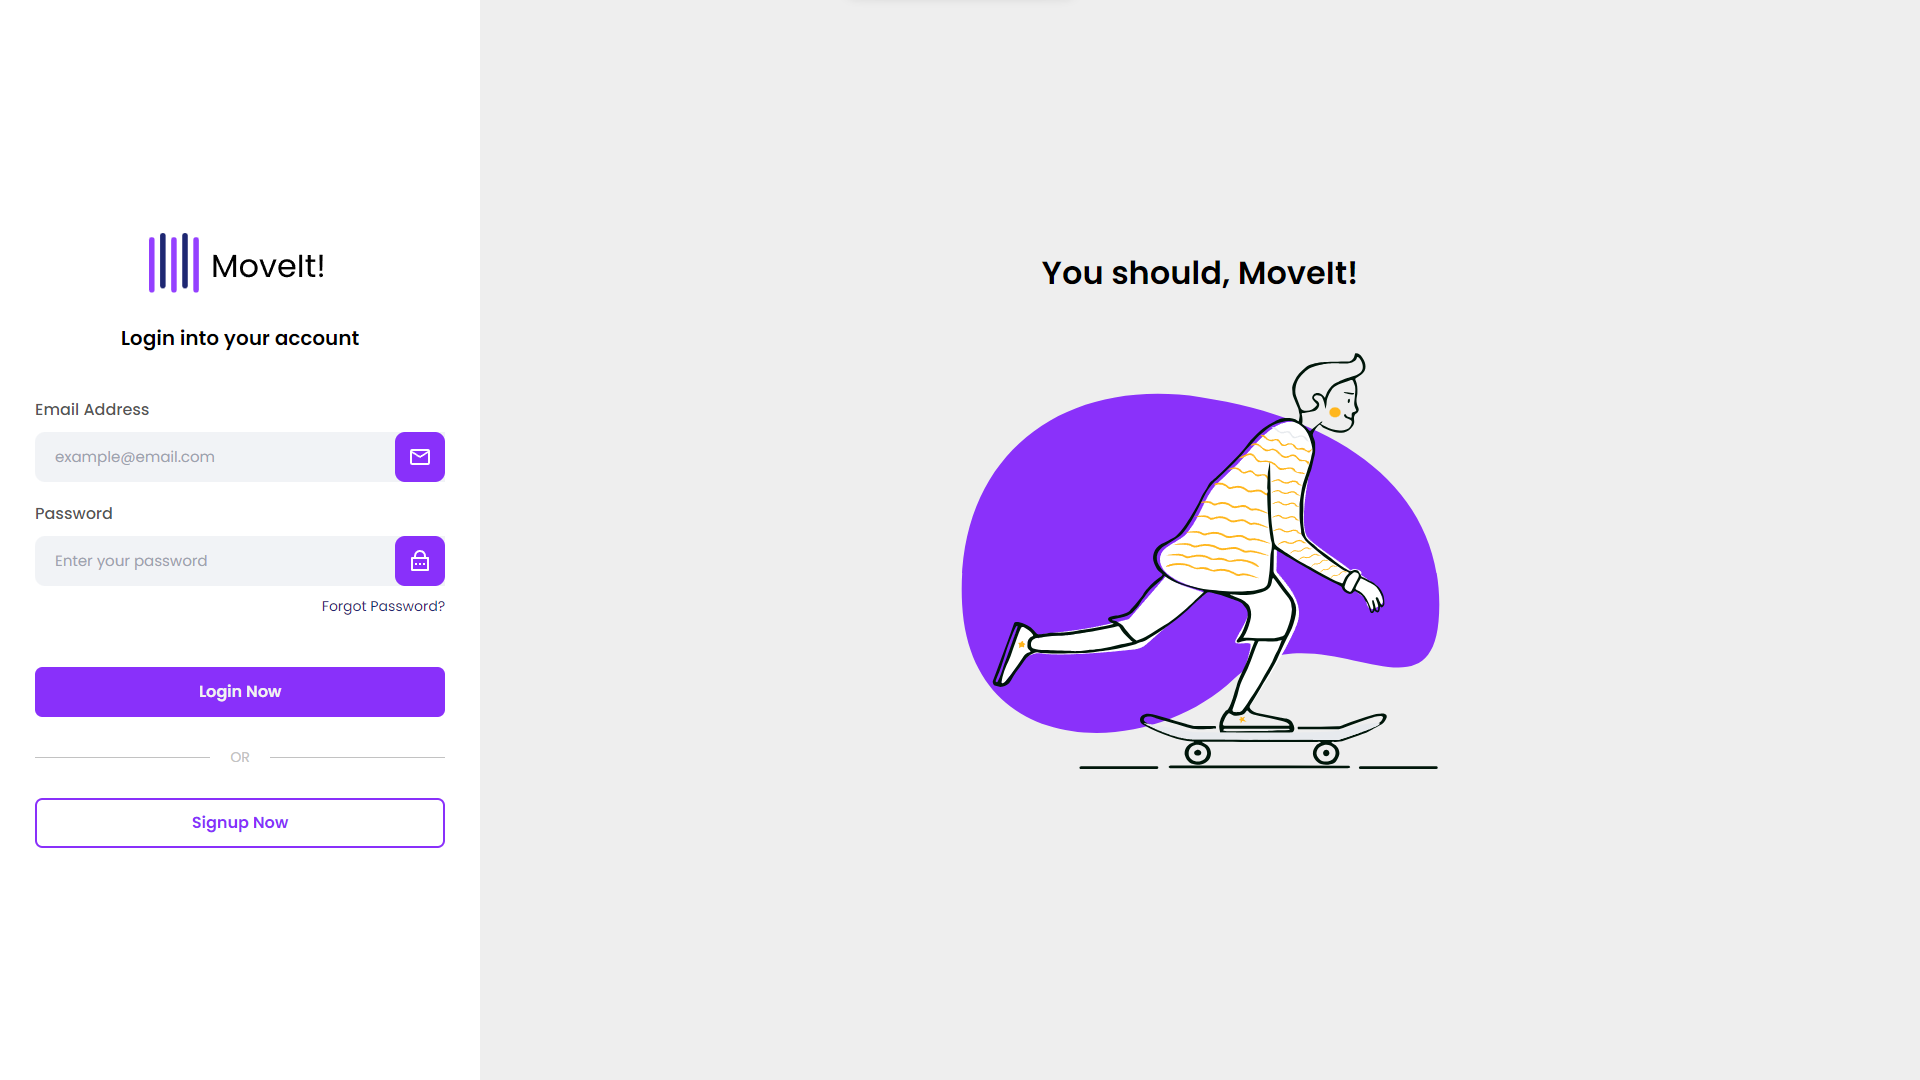 MoveIt!
Login into your account
Email Address
example@email.com
Password
Enter your password
Forgot Password?
Login Now
OR
Signup Now
You should, MoveIt!